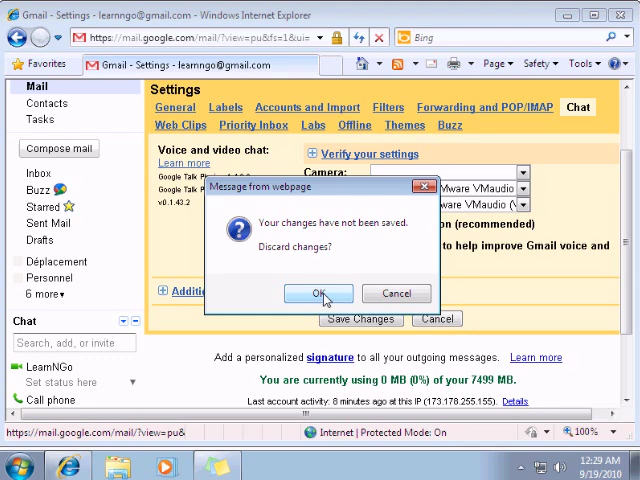 Gmail - Settings - learnngo@gmail.com - Windows Internet Explorer
https://mail.google.com/mail/?view=pu&fs=1&ui=
Bing
Favorites
Gmail - Settings - learnngo@gmail.com
Page
Safety
Tools
Mail
Contacts
Tasks
Compose mail
Inbox
Buzz
Starred
Sent Mail
Drafts
Déplacement
Personnel
6 more
Chat
Search, add, or invite
LearnNGo
Set status here
Call phone
Settings
General Labels Accounts and Import Filters Forwarding and POP/IMAP Chat
Web Clips Priority Inbox Labs Offline Themes Buzz
Voice and video chat:
Learn more
Google Talk
Google Talk
v0.1.43.2
Verify your settings
Camera:
Mware VMaudio
Mware VMaudio (V
on (recommended)
to help improve Gmail voice and
Message from webpage
Your changes have not been saved.
Discard changes?
OK
Cancel
Additi
Save Changes
Cancel
Add a personalized signature to all your outgoing messages. Learn more
You are currently using 0 MB (0%) of your 7499 MB.
Last account activity: 8 minutes ago at this IP (173.178.255.155). Details
https://mail.google.com/mail/?view=pu&
Internet | Protected Mode: On
100%
12:29 AM
9/19/2010